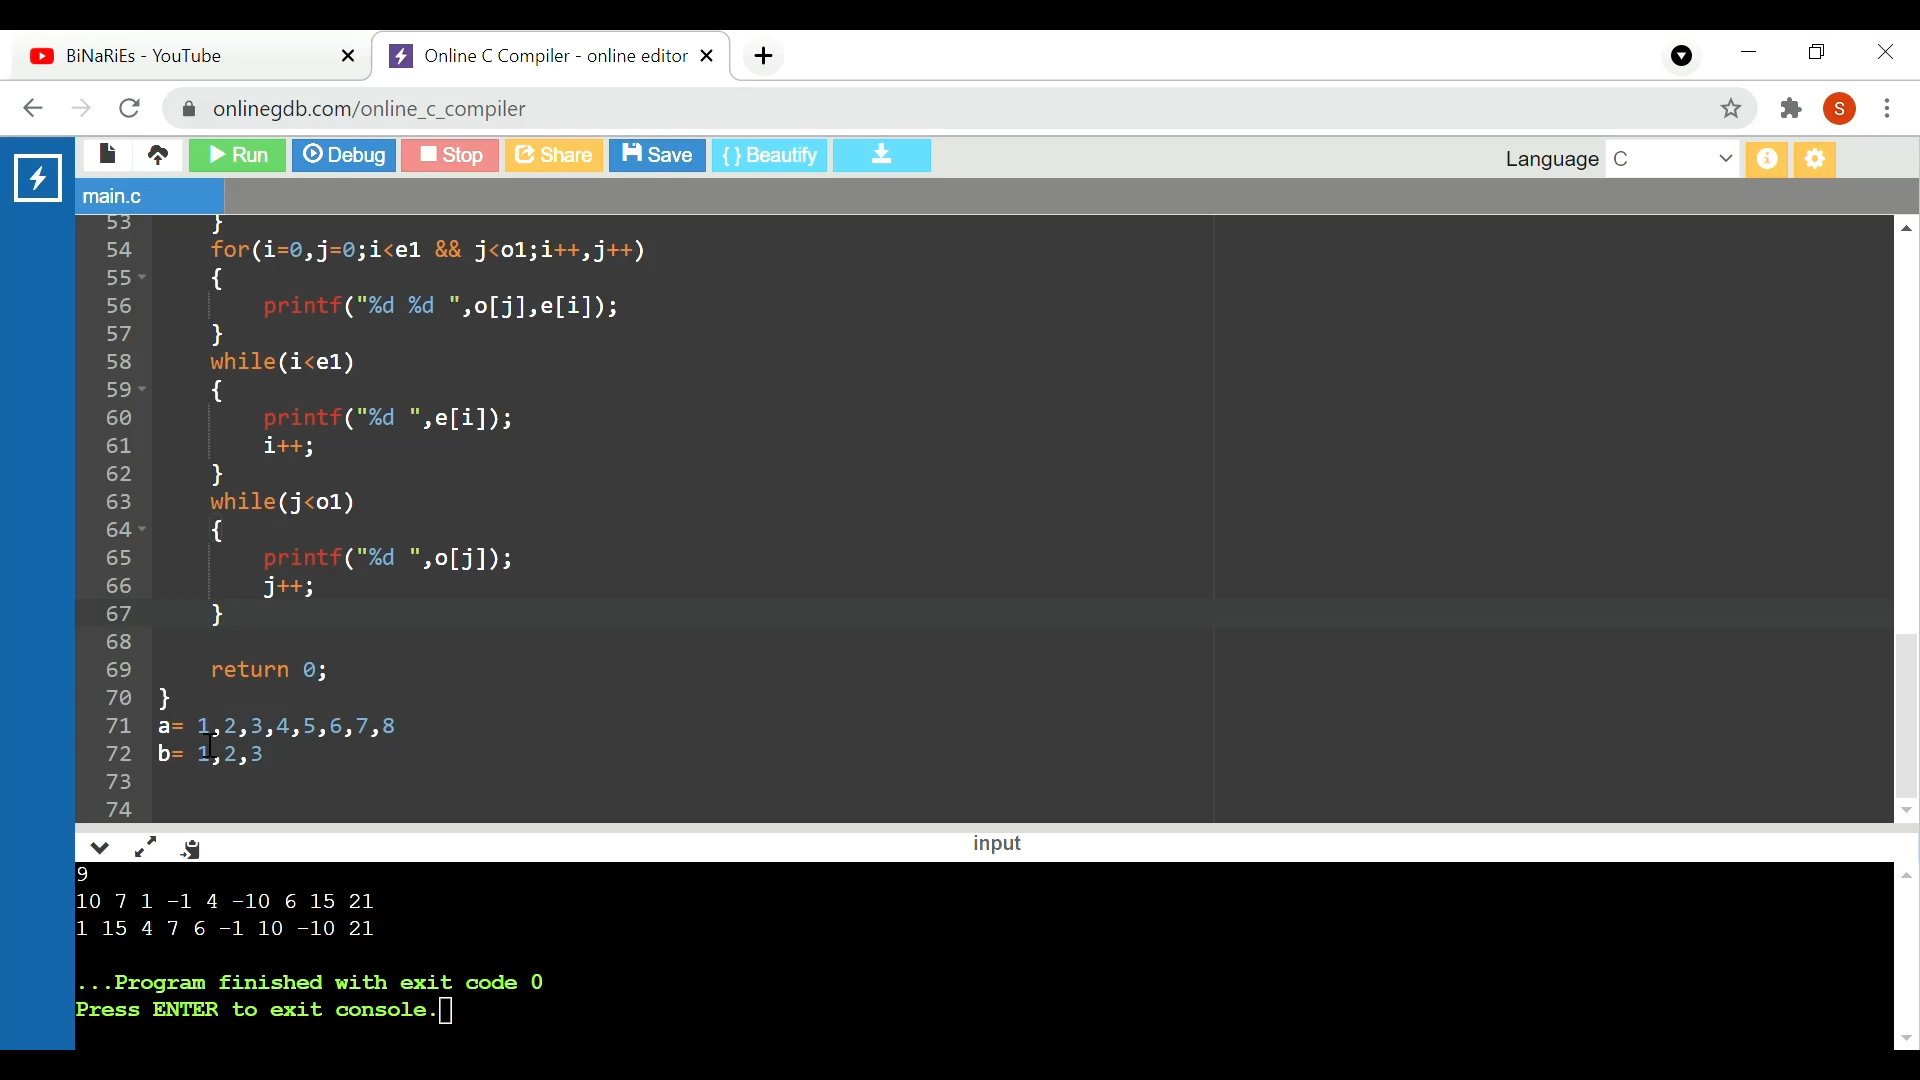 BiNaRiEs - YouTube
Online C Compiler - online editor
onlinegdb.com/online_c_compiler
S
Run Debug Stop Share Save { } Beautify
Language C
main.c
53 }
54 for(i=0,j=0;i<e1 && j<o1;i++,j++)
55 {
56 printf("%d %d ",o[j],e[i]);
57 }
58 while(i<e1)
59 {
60 printf("%d ",e[i]);
61 i++;
62 }
63 while(j<o1)
64 {
65 printf("%d ",o[j]);
66 j++;
67 }
68
69 return 0;
70 }
71 a= 1,2,3,4,5,6,7,8
72 b= 1,2,3
73
74
input
9
10 7 1 -1 4 -10 6 15 21
1 15 4 7 6 -1 10 -10 21
...Program finished with exit code 0
Press ENTER to exit console.